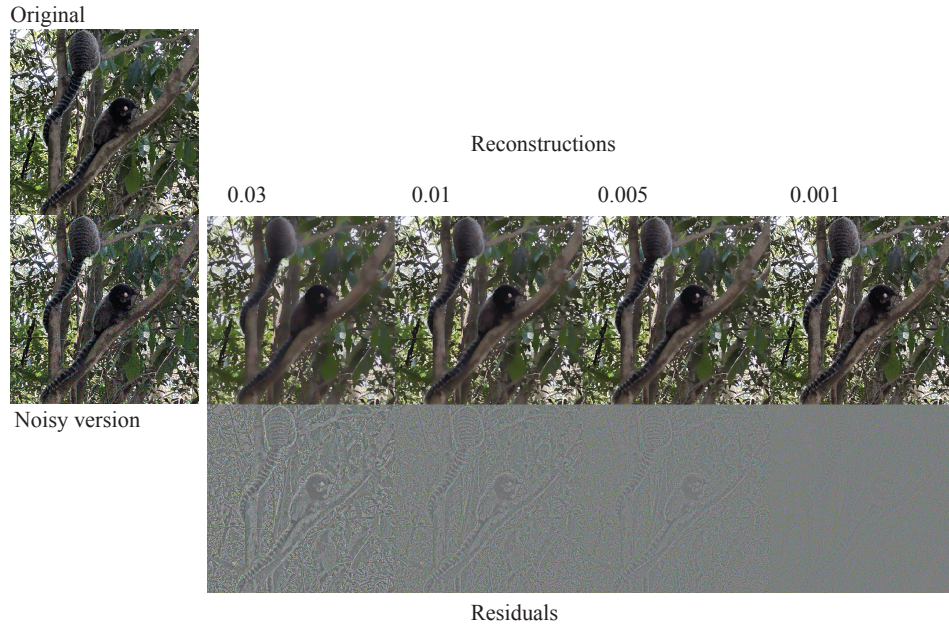 Original
Reconstructions
0.03 0.01 0.005 0.001
Noisy version
Residuals